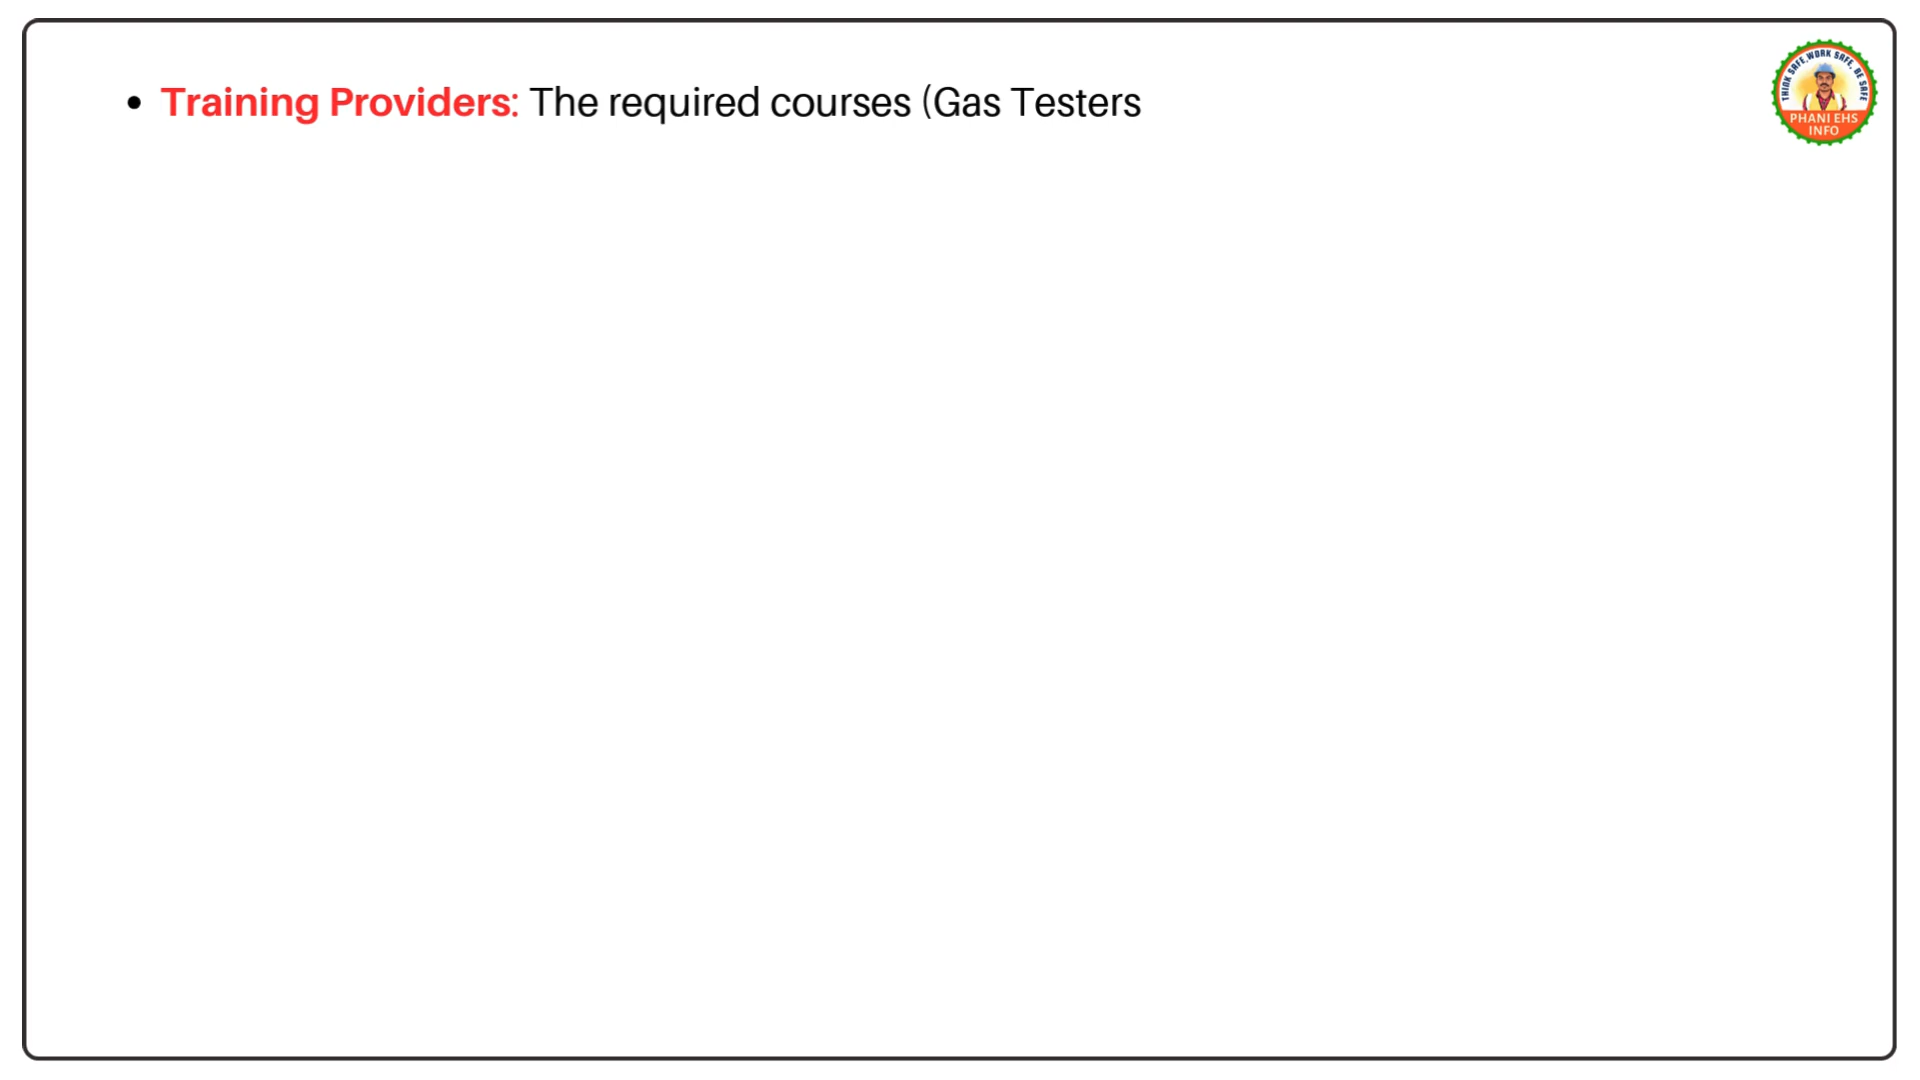 • Training Providers: The required courses (Gas Testers
THINK SAFE, WORK SAFE, BE SAFE
PHANI EHS
INFO